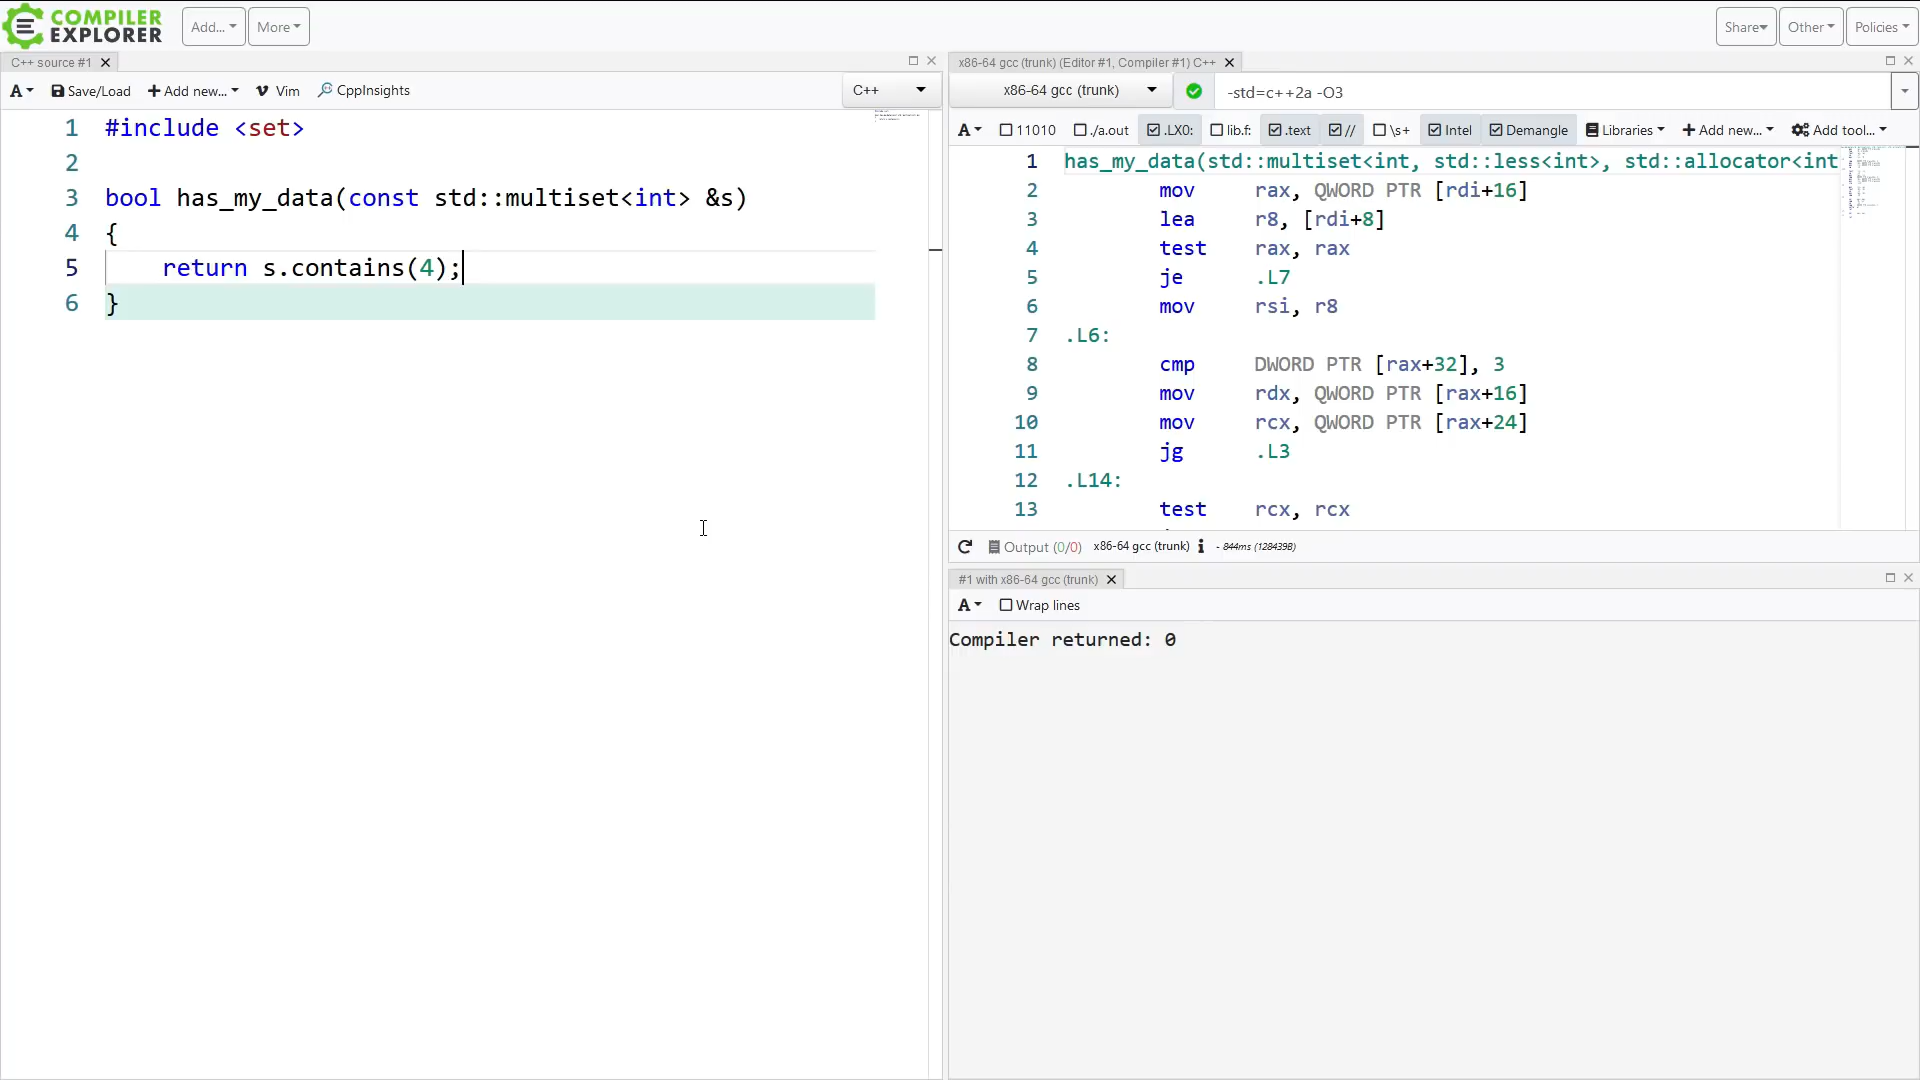 COMPILER
EXPLORER
Add...
More
Share
Other
Policies
C++ source #1
A
Save/Load
Add new...
Vim
CppInsights
C++
1 #include <set>
2
3 bool has_my_data(const std::multiset<int> &s)
4 {
5     return s.contains(4);
6 }
x86-64 gcc (trunk) (Editor #1, Compiler #1) C++
x86-64 gcc (trunk)
-std=c++2a -O3
A
11010
./a.out
.LX0:
lib.f:
.text
//
\s+
Intel
Demangle
Libraries
Add new...
Add tool...
1 has_my_data(std::multiset<int, std::less<int>, std::allocator<int
2 mov rax, QWORD PTR [rdi+16]
3 lea r8, [rdi+8]
4 test rax, rax
5 je .L7
6 mov rsi, r8
7 .L6:
8 cmp DWORD PTR [rax+32], 3
9 mov rdx, QWORD PTR [rax+16]
10 mov rcx, QWORD PTR [rax+24]
11 jg .L3
12 .L14:
13 test rcx, rcx
Output (0/0) x86-64 gcc (trunk) i - 844ms (128439B)
#1 with x86-64 gcc (trunk)
A
Wrap lines
Compiler returned: 0